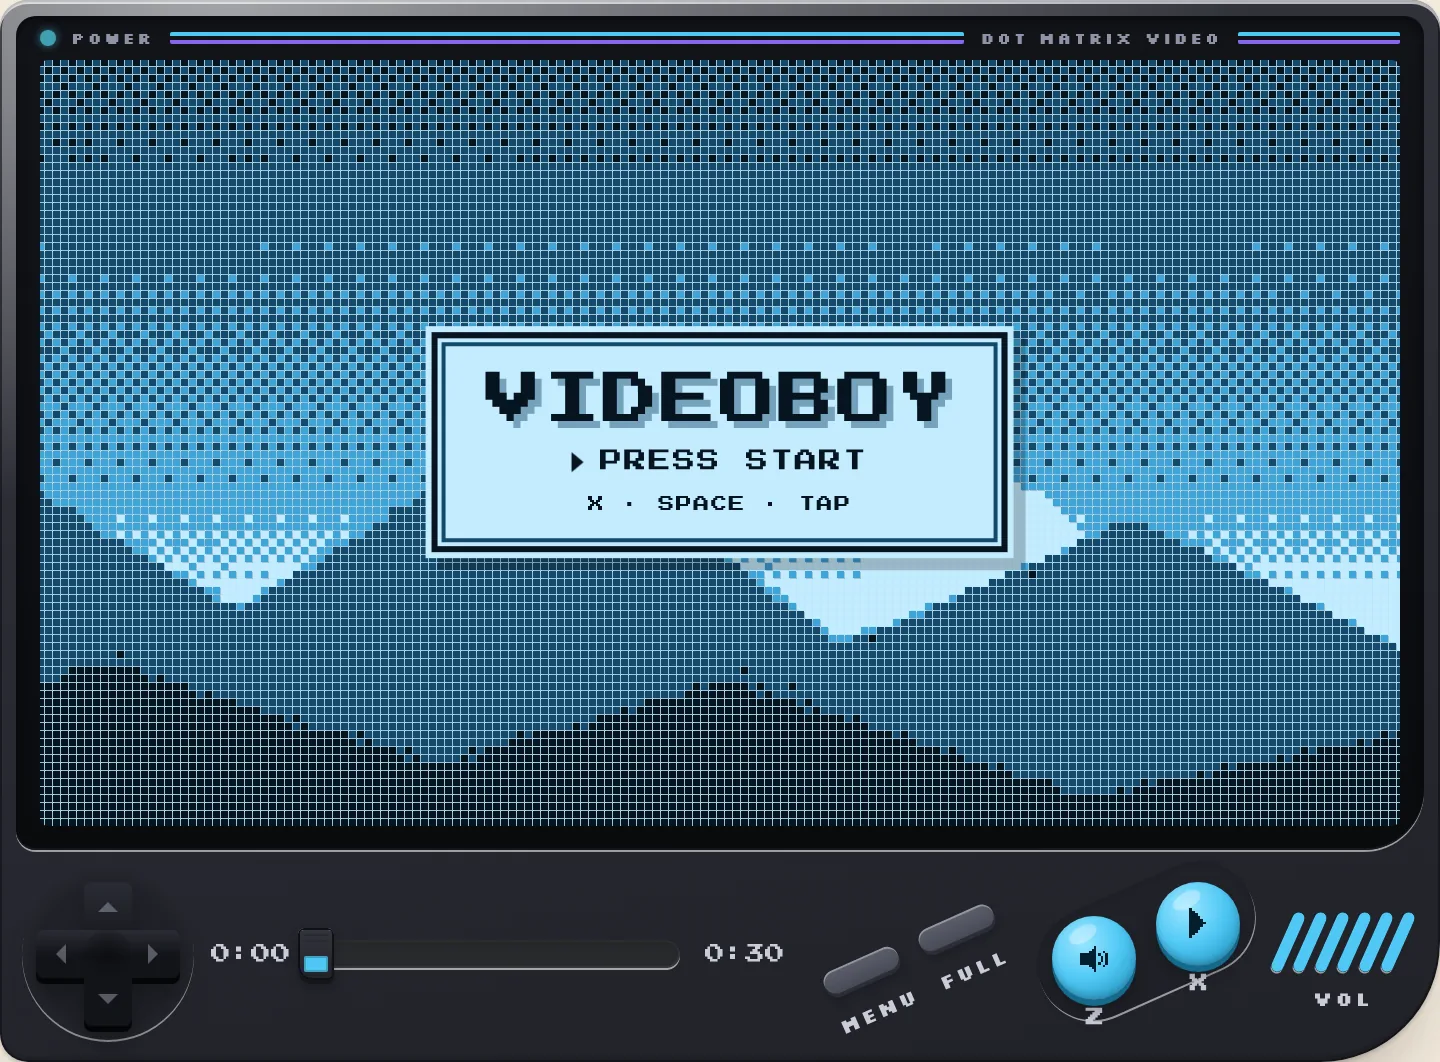 POWER
DOT MATRIX VIDEO
VIDEOBOY
PRESS START
X · SPACE · TAP
0:00
0:30
MENU
FULL
Z
X
VOL